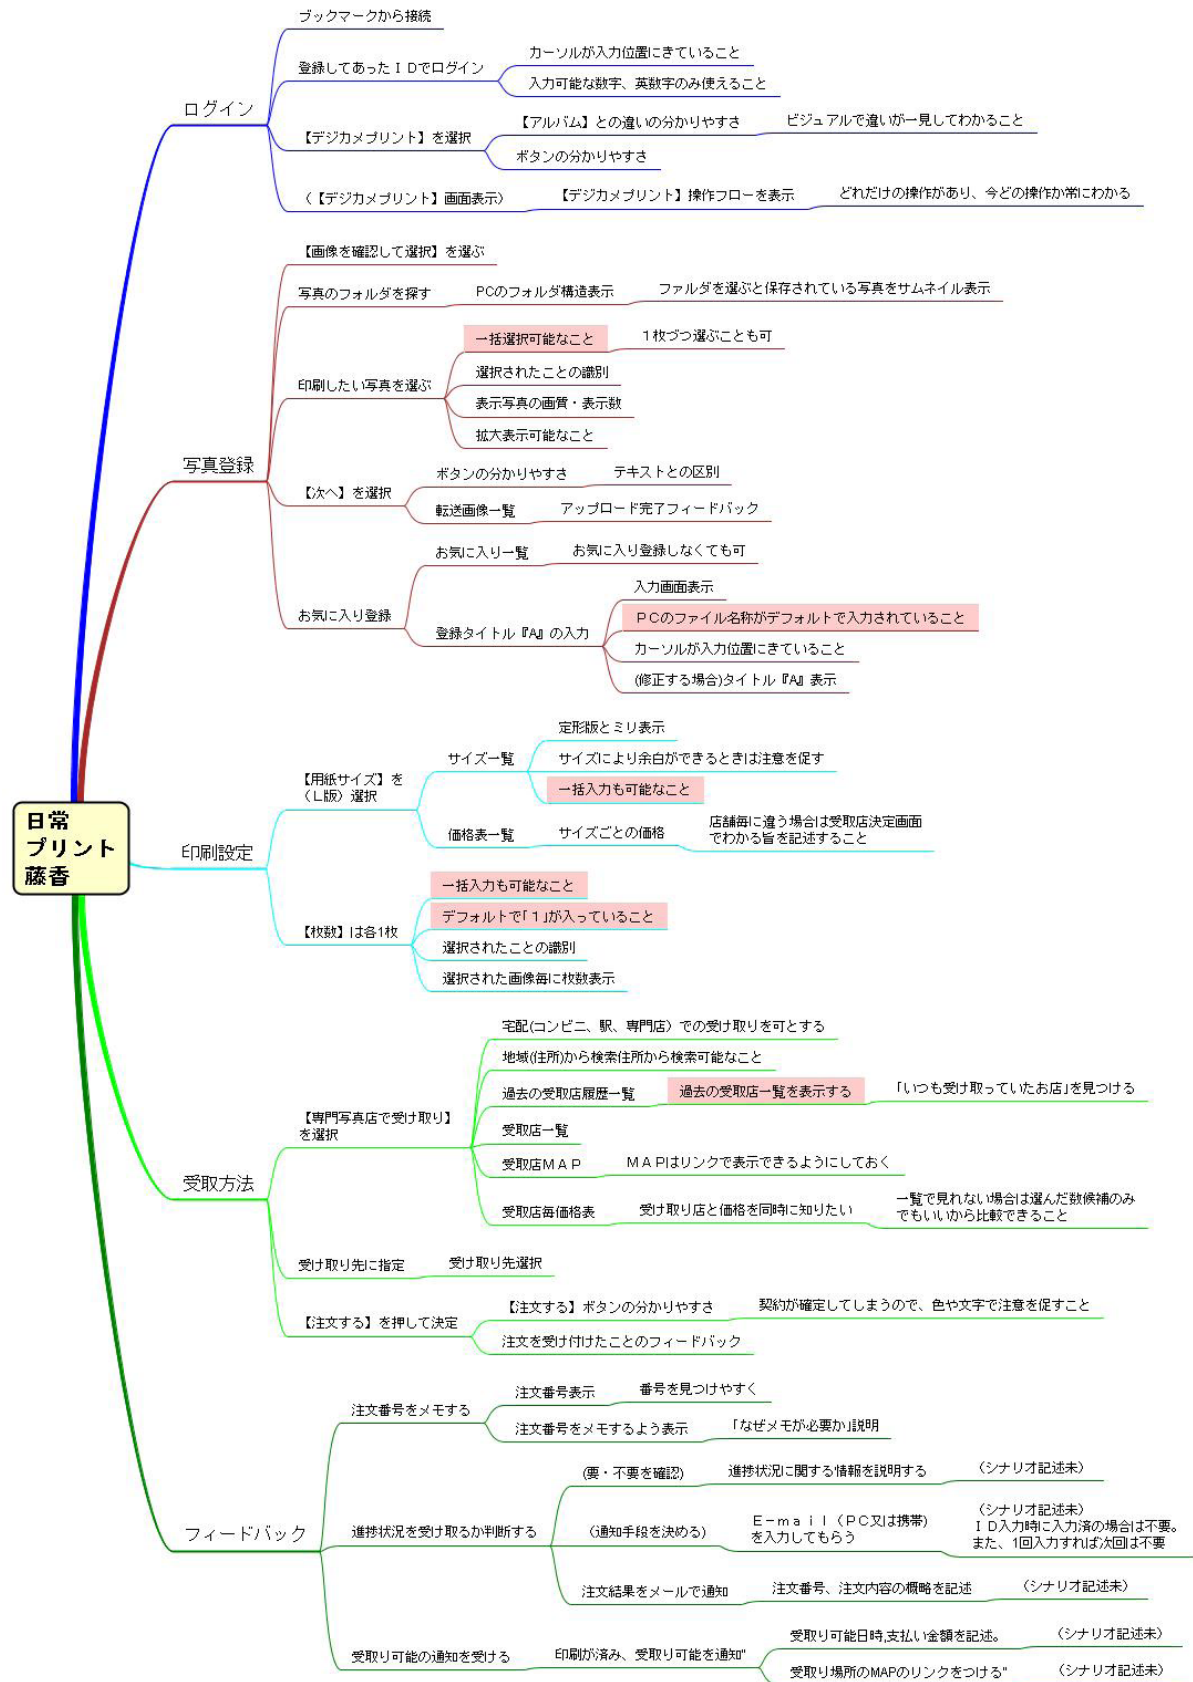 日常
プリント
藤香
ログイン
ブックマークから接続
登録してあったＩＤでログイン
カーソルが入力位置にきていること
入力可能な数字、英数字のみ使えること
【デジカメプリント】を選択
【アルバム】との違いの分かりやすさ
ビジュアルで違いが一見してわかること
ボタンの分かりやすさ
（【デジカメプリント】画面表示）
【デジカメプリント】操作フローを表示
どれだけの操作があり、今どの操作か常にわかる
写真登録
【画像を確認して選択】を選ぶ
写真のフォルダを探す
PCのフォルダ構造表示
ファルダを選ぶと保存されている写真をサムネイル表示
印刷したい写真を選ぶ
一括選択可能なこと
１枚づつ選ぶことも可
選択されたことの識別
表示写真の画質・表示数
拡大表示可能なこと
【次へ】を選択
ボタンの分かりやすさ
テキストとの区別
転送画像一覧
アップロード完了フィードバック
お気に入り登録
お気に入り一覧
お気に入り登録しなくても可
登録タイトル『A』の入力
入力画面表示
ＰＣのファイル名称がデフォルトで入力されていること
カーソルが入力位置にきていること
(修正する場合)タイトル『A』表示
印刷設定
【用紙サイズ】を
（Ｌ版）選択
サイズ一覧
定形版とミリ表示
サイズにより余白ができるときは注意を促す
一括入力も可能なこと
価格表一覧
サイズごとの価格
店舗毎に違う場合は受取店決定画面
でわかる旨を記述すること
【枚数】は各1枚
一括入力も可能なこと
デフォルトで「１」が入っていること
選択されたことの識別
選択された画像毎に枚数表示
受取方法
【専門写真店で受け取り】
を選択
宅配(コンビニ、駅、専門店）での受け取りを可とする
地域(住所)から検索住所から検索可能なこと
過去の受取店履歴一覧
過去の受取店一覧を表示する
「いつも受け取っていたお店」を見つける
受取店一覧
受取店ＭＡＰ
ＭＡＰはリンクで表示できるようにしておく
受取店毎価格表
受け取り店と価格を同時に知りたい
一覧で見れない場合は選んだ数候補のみ
でもいいから比較できること
受け取り先に指定
受け取り先選択
【注文する】を押して決定
【注文する】ボタンの分かりやすさ
契約が確定してしまうので、色や文字で注意を促すこと
注文を受け付けたことのフィードバック
フィードバック
注文番号をメモする
注文番号表示
番号を見つけやすく
注文番号をメモするよう表示
「なぜメモが必要か」説明
進捗状況を受け取るか判断する
(要・不要を確認)
進捗状況に関する情報を説明する
（シナリオ記述未）
（通知手段を決める)
Ｅ－ｍａｉｌ（ＰＣ又は携帯)
を入力してもらう
（シナリオ記述未）
ＩＤ入力時に入力済の場合は不要。
また、1回入力すれば次回は不要
注文結果をメールで通知
注文番号、注文内容の概略を記述
（シナリオ記述未）
受取り可能の通知を受ける
印刷が済み、受取り可能を通知"
受取り可能日時,支払い金額を記述。
（シナリオ記述未）
受取り場所のMAPのリンクをつける"
（シナリオ記述未）